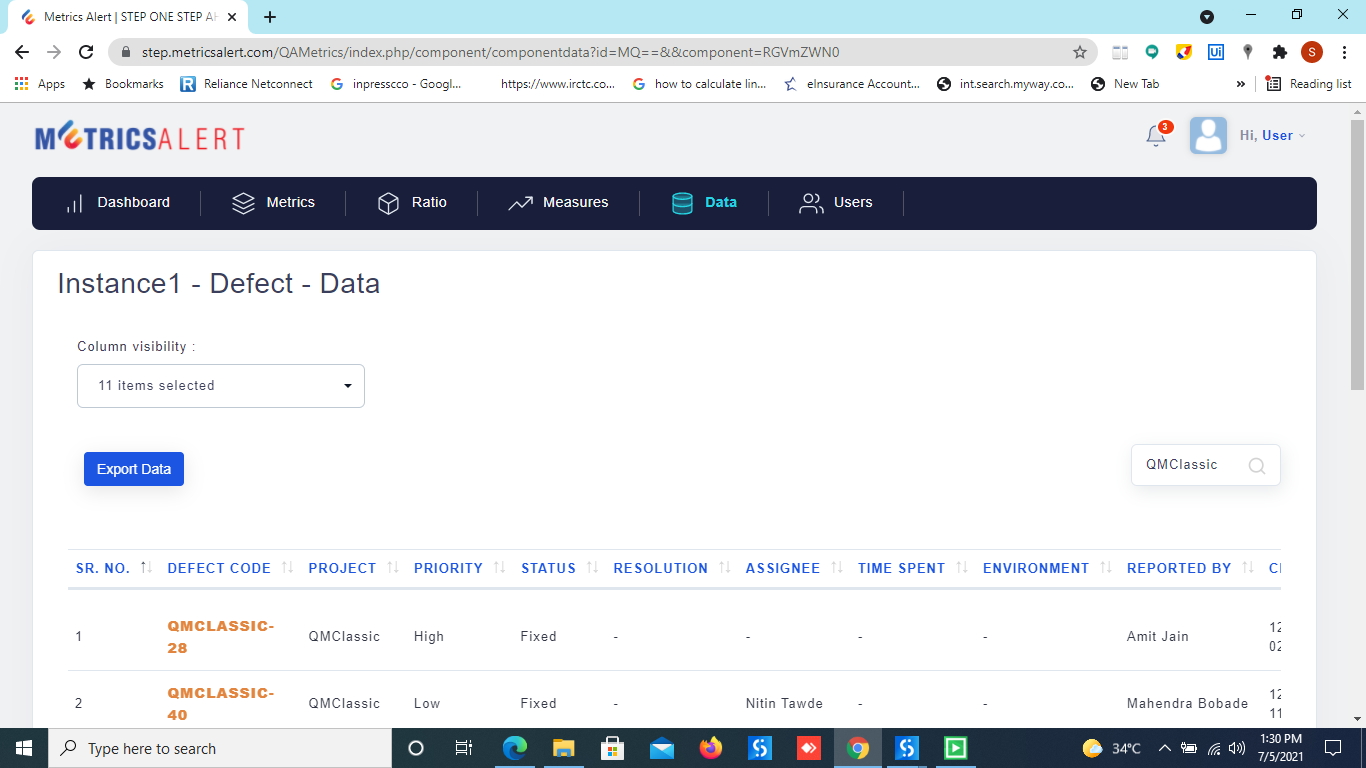 Metrics Alert | STEP ONE STEP AH
step.metricsalert.com/QAMetrics/index.php/component/componentdata?id=MQ==&&component=RGVmZWN0
S
Apps
Bookmarks
Reliance Netconnect
inpresscco - Googl...
https://www.irctc.co...
how to calculate lin...
eInsurance Account...
int.search.myway.co...
New Tab
»
Reading list
METRICSALERT
3
Hi, User
Dashboard
Metrics
Ratio
Measures
Data
Users
Instance1 - Defect - Data
Column visibility :
11 items selected
Export Data
QMClassic
SR. NO. DEFECT CODE PROJECT PRIORITY STATUS RESOLUTION ASSIGNEE TIME SPENT ENVIRONMENT REPORTED BY
1 QMCLASSIC- QMClassic High Fixed - - - - Amit Jain 12
28 02
2 QMCLASSIC- QMClassic Low Fixed - Nitin Tawde - - Mahendra Bobade 12
40 11
Type here to search
34°C
1:30 PM
7/5/2021